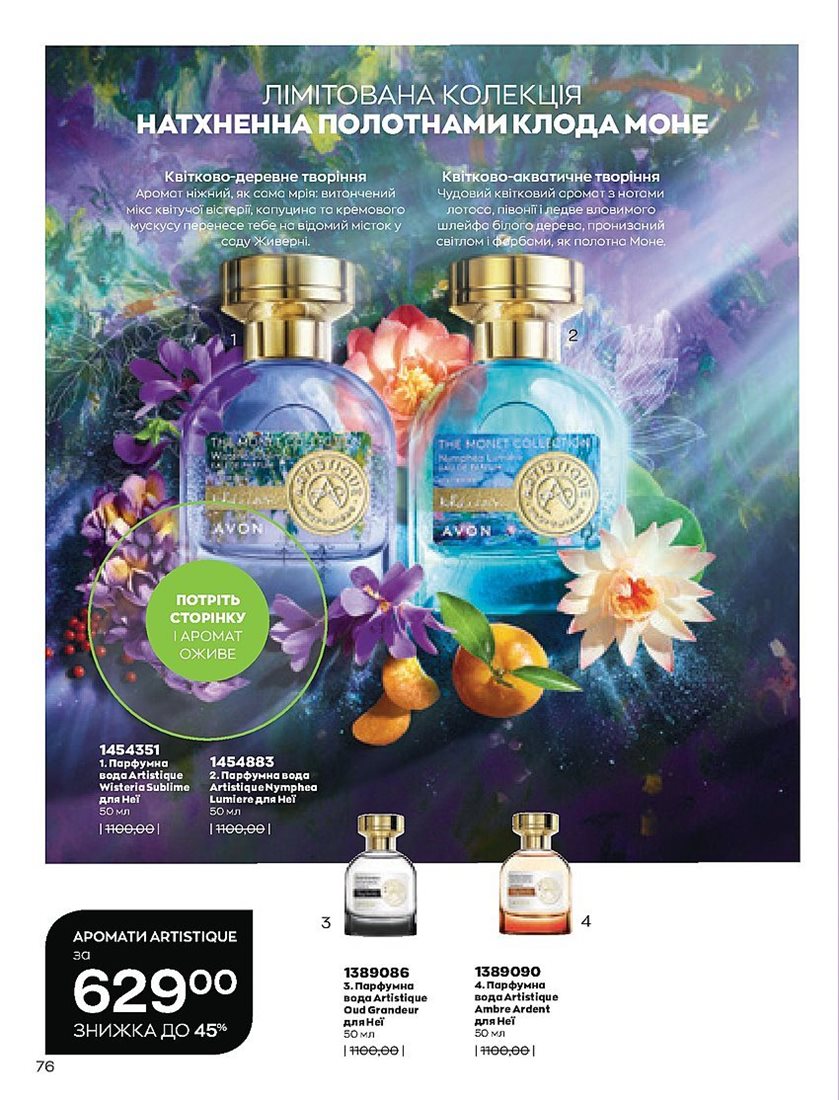 ЛІМІТОВАНА КОЛЕКЦІЯ
НАТХНЕННА ПОЛОТНАМИ КЛОДА МОНЕ
Квітково-деревне творіння
Аромат ніжний, як сама мрія: витончений
мікс квітучої вістерії, капуцина та кремового
мускусу перенесе тебе на відомий місток у
саду Живерні.
Квітково-акватичне творіння
Чудовий квітковий аромат з нотами
лотоса, півонії і ледве вловимого
шлейфа білого дерева, пронизаний
світлом і фарбами, як полотна Моне.
1
2
THE MONET COLLECTION
Wisteria Sublime
EAU DE PARFUM
ARTISTIQUE
AVON
THE MONET COLLECTION
Nymphea Lumiere
EAU DE PARFUM
ARTISTIQUE
AVON
ПОТРІТЬ
СТОРІНКУ
І АРОМАТ
ОЖИВЕ
1454351
1. Парфумна
вода Artistique
Wisteria Sublime
для Неї
50 мл
|1100,00|
1454883
2. Парфумна вода
Artistique Nymphea
Lumiere для Неї
50 мл
|1100,00|
3
4
АРОМАТИ ARTISTIQUE
за
629⁰⁰
ЗНИЖКА ДО 45%
1389086
3. Парфумна
вода Artistique
Oud Grandeur
для Неї
50 мл
|1100,00|
1389090
4. Парфумна
вода Artistique
Ambre Ardent
для Неї
50 мл
|1100,00|
76